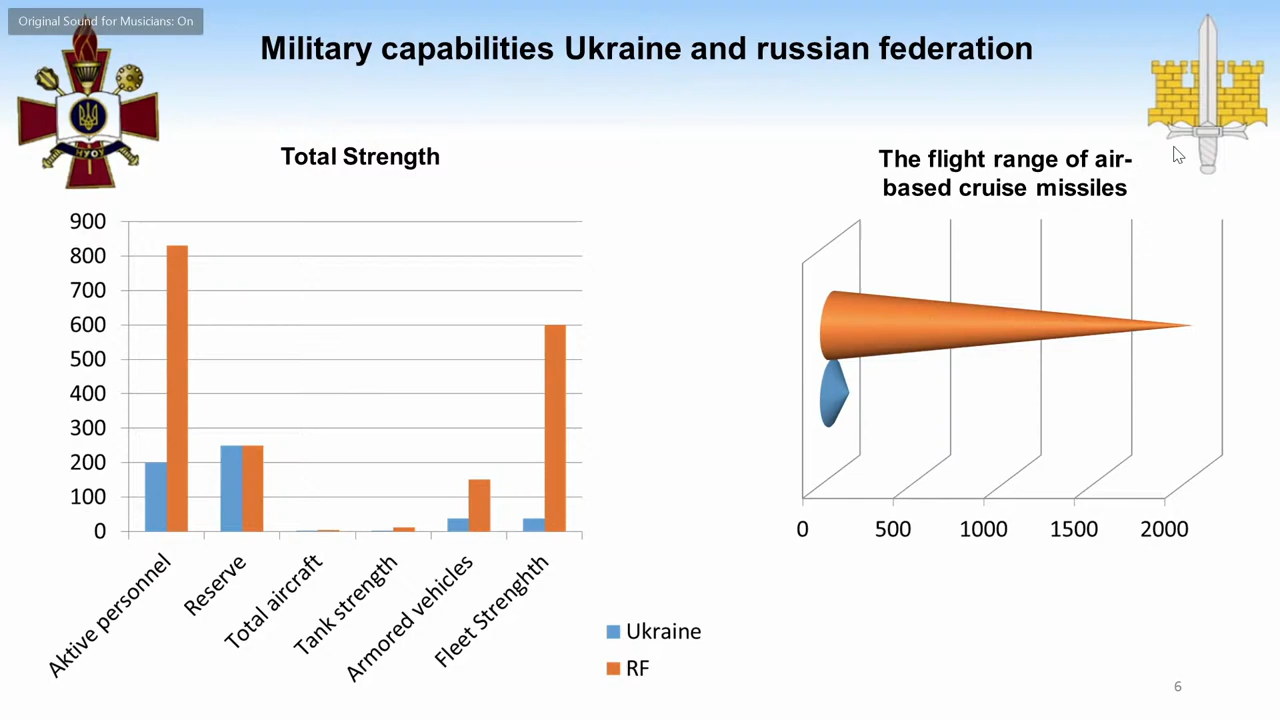 Original Sound for Musicians: On
Military capabilities Ukraine and russian federation
НУОУ
Total Strength
900
800
700
600
500
400
300
200
100
0
Aktive personnel
Reserve
Total aircraft
Tank strength
Armored vehicles
Fleet Strenghth
The flight range of air-
based cruise missiles
0 500 1000 1500 2000
Ukraine
RF
6